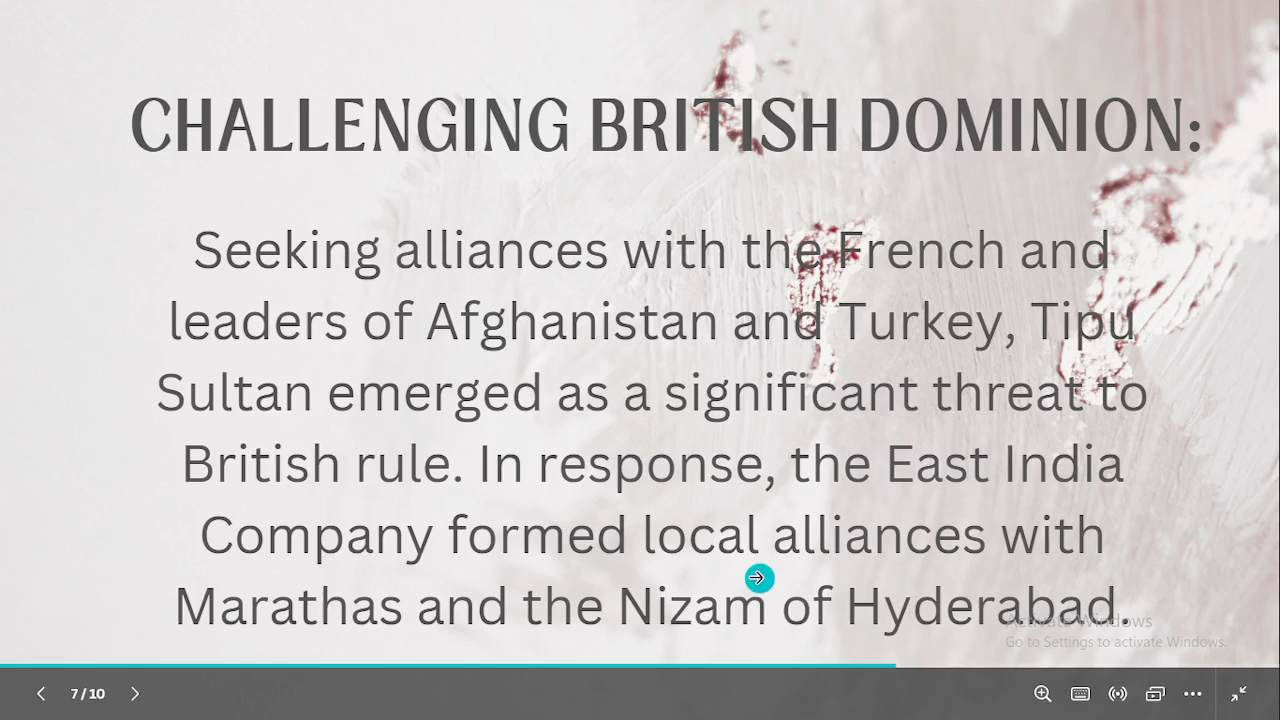 CHALLENGING BRITISH DOMINION:
Seeking alliances with the French and
leaders of Afghanistan and Turkey, Tipu
Sultan emerged as a significant threat to
British rule. In response, the East India
Company formed local alliances with
Marathas and the Nizam of Hyderabad.
Activate Windows
Go to Settings to activate Windows.
7/10